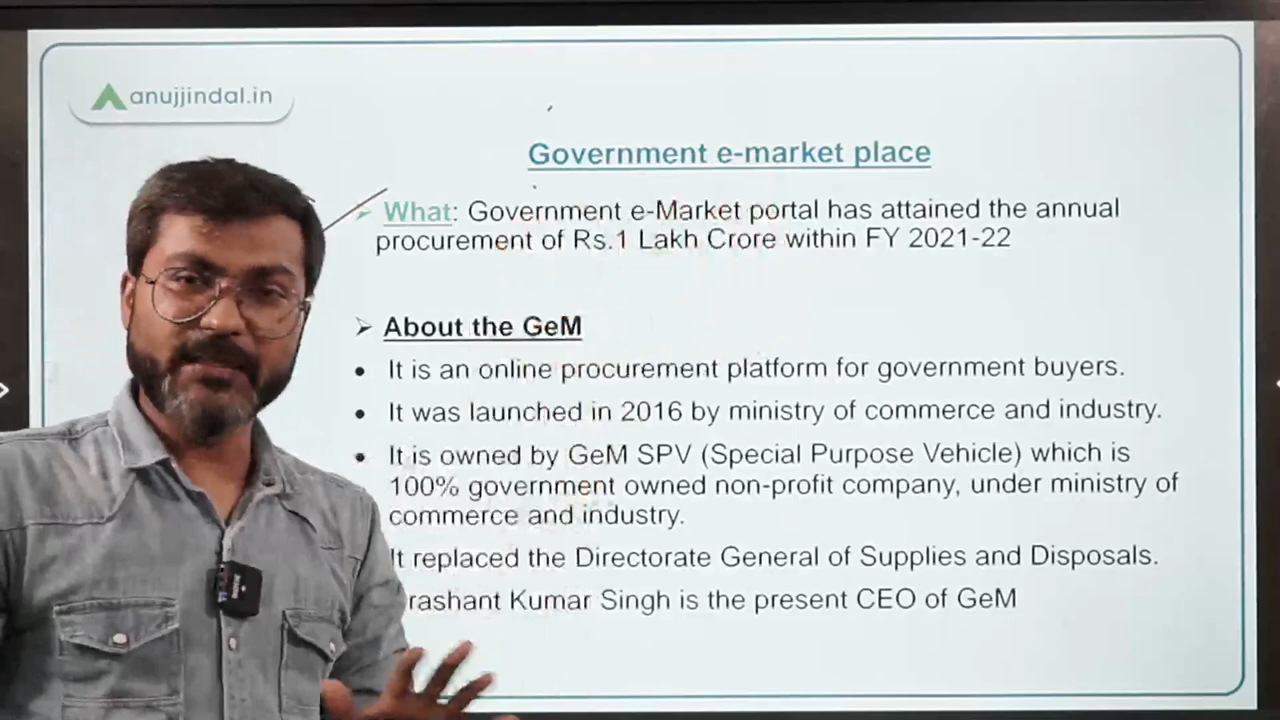 anujjindal.in
Government e-market place
➢ What: Government e-Market portal has attained the annual
procurement of Rs.1 Lakh Crore within FY 2021-22
➢ About the GeM
• It is an online procurement platform for government buyers.
• It was launched in 2016 by ministry of commerce and industry.
• It is owned by GeM SPV (Special Purpose Vehicle) which is
100% government owned non-profit company, under ministry of
commerce and industry.
It replaced the Directorate General of Supplies and Disposals.
rashant Kumar Singh is the present CEO of GeM